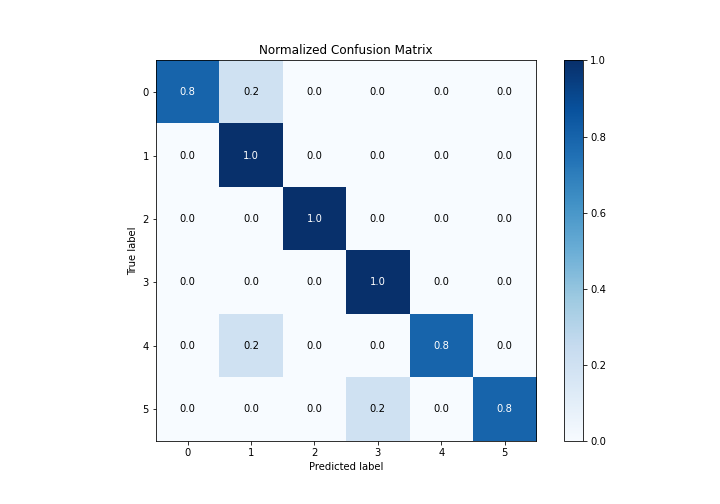 Normalized Confusion Matrix
1.0
0 0.8 0.2 0.0 0.0 0.0 0.0
0.8
1 0.0 1.0 0.0 0.0 0.0 0.0
2 0.0 0.0 1.0 0.0 0.0 0.0
0.6
True label
3 0.0 0.0 0.0 1.0 0.0 0.0
0.4
4 0.0 0.2 0.0 0.0 0.8 0.0
0.2
5 0.0 0.0 0.0 0.2 0.0 0.8
0.0
0 1 2 3 4 5
Predicted label